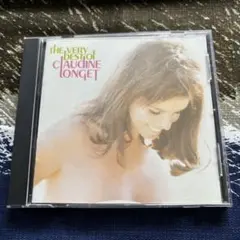 the VERY
best of
CLAUDINE
LONGET